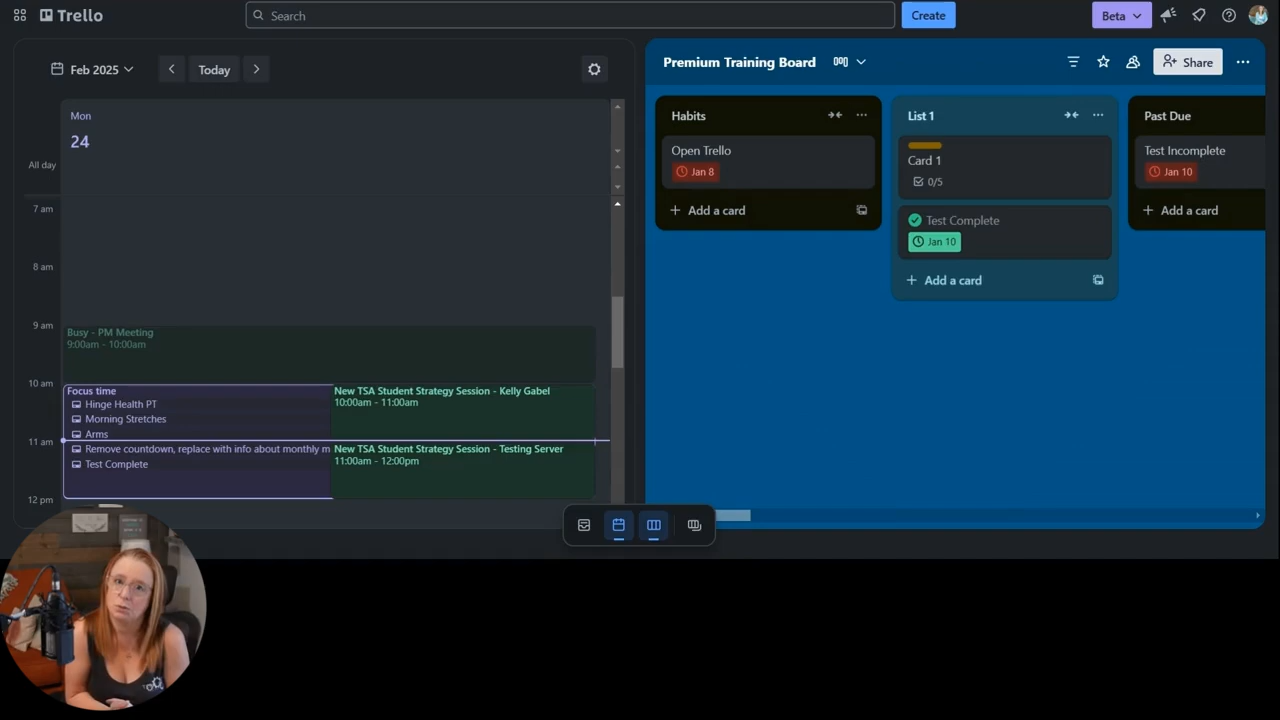 Trello
Search
Create
Beta
Feb 2025
Today
Mon
24
All day
7 am
8 am
9 am
10 am
11 am
12 pm
Busy - PM Meeting
9:00am - 10:00am
Focus time
Hinge Health PT
Morning Stretches
Arms
Remove countdown, replace with info about monthly m
Test Complete
New TSA Student Strategy Session - Kelly Gabel
10:00am - 11:00am
New TSA Student Strategy Session - Testing Server
11:00am - 12:00pm
Premium Training Board
Share
Habits
Open Trello
Jan 8
+ Add a card
List 1
Card 1
0/5
Test Complete
Jan 10
+ Add a card
Past Due
Test Incomplete
Jan 10
+ Add a card